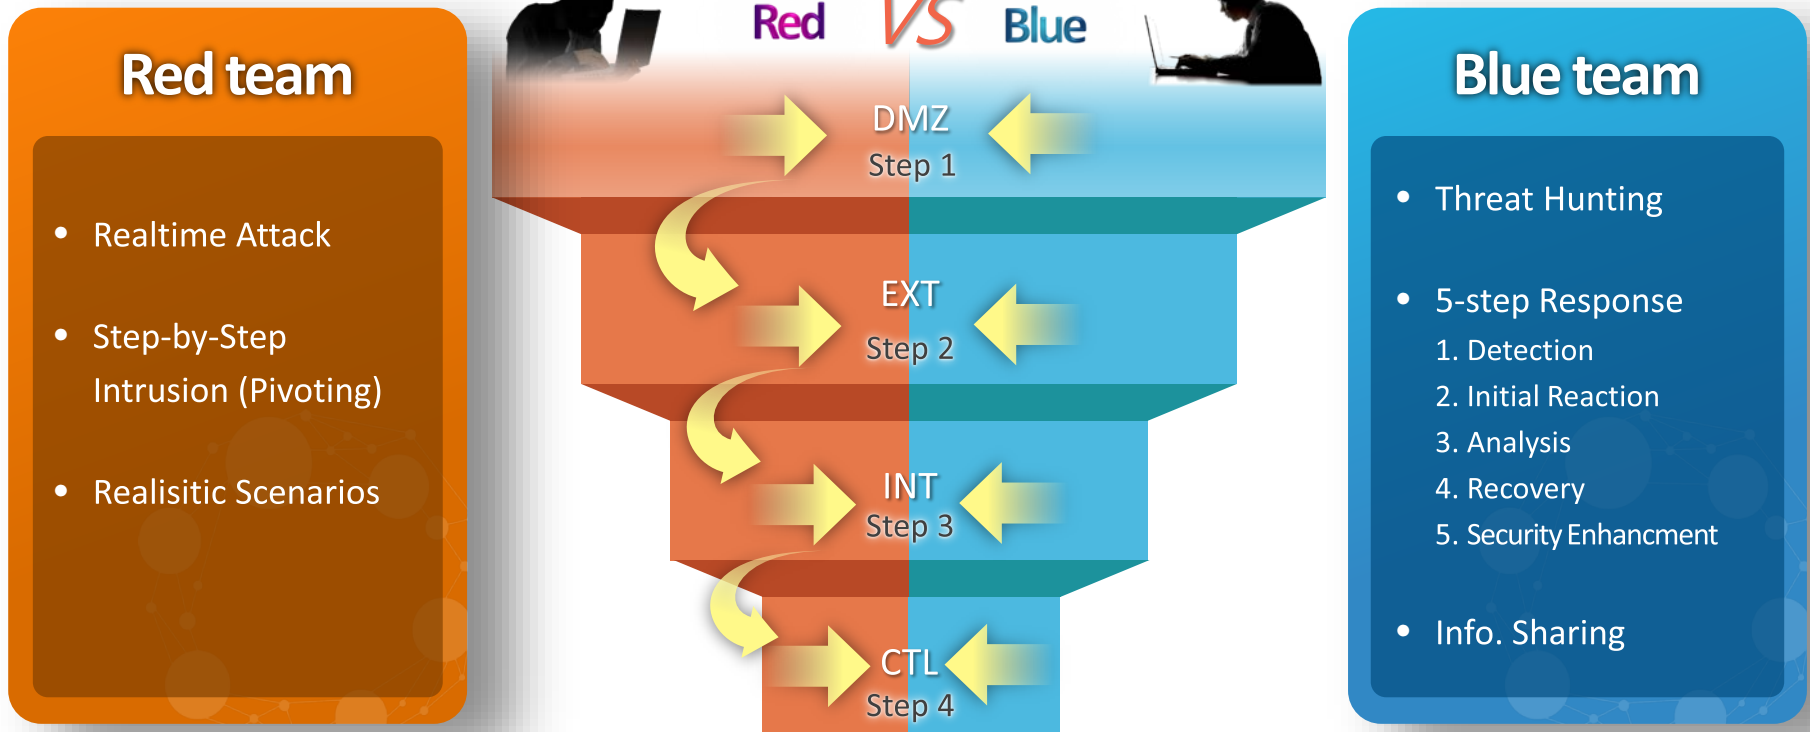 Red team
• Realtime Attack
• Step-by-Step
Intrusion (Pivoting)
• Realisitic Scenarios
Red VS Blue
DMZ
Step 1
EXT
Step 2
INT
Step 3
CTL
Step 4
Blue team
• Threat Hunting
• 5-step Response
1. Detection
2. Initial Reaction
3. Analysis
4. Recovery
5. Security Enhancment
• Info. Sharing